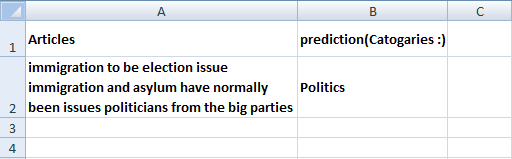 A B C
1 Articles prediction(Catogaries :)
immigration to be election issue
immigration and asylum have normally
2 been issues politicians from the big parties Politics
3
4